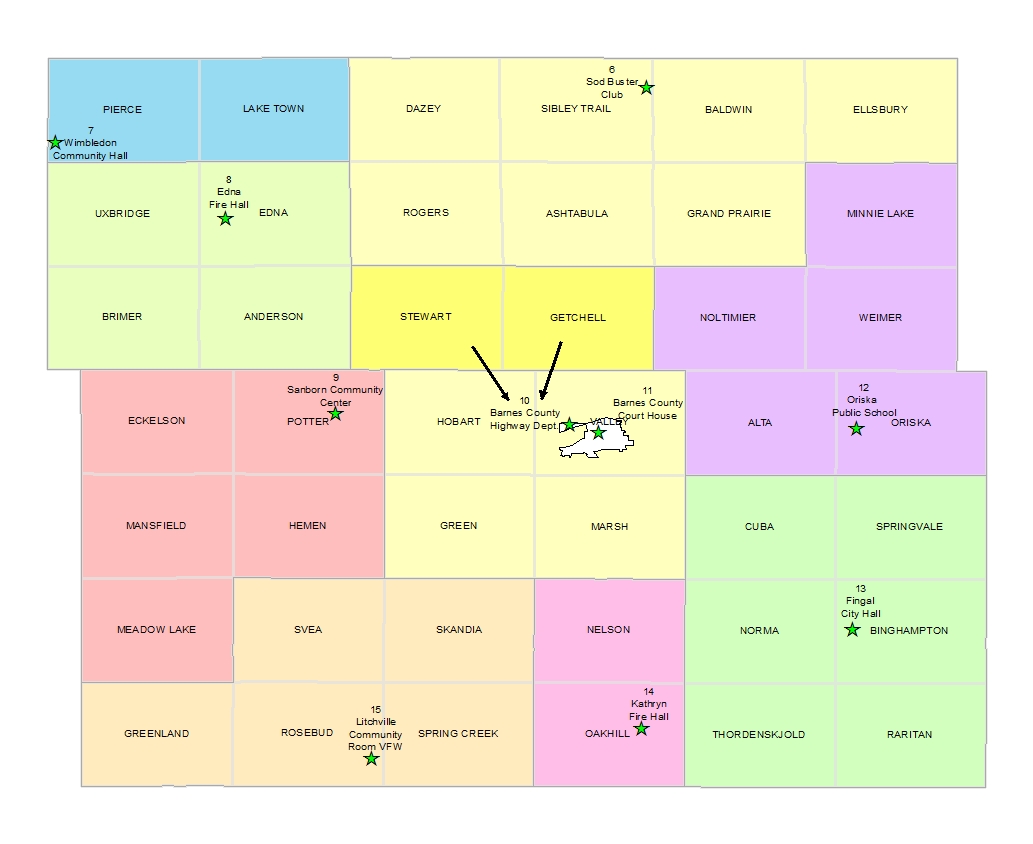 6
Sod Buster
Club
PIERCE
LAKE TOWN
DAZEY
SIBLEY TRAIL
BALDWIN
ELLSBURY
7
Wimbledon
Community Hall
8
Edna
Fire Hall
UXBRIDGE
EDNA
ROGERS
ASHTABULA
GRAND PRAIRIE
MINNIE LAKE
BRIMER
ANDERSON
STEWART
GETCHELL
NOLTIMIER
WEIMER
9
Sanborn Community
Center
10
Barnes County
Highway Dept.
11
Barnes County
Court House
12
Oriska
Public School
ECKELSON
POTTER
HOBART
VALLEY
ALTA
ORISKA
MANSFIELD
HEMEN
GREEN
MARSH
CUBA
SPRINGVALE
13
Fingal
City Hall
MEADOW LAKE
SVEA
SKANDIA
NELSON
NORMA
BINGHAMPTON
14
Kathryn
Fire Hall
15
Litchville
Community
Room VFW
GREENLAND
ROSEBUD
SPRING CREEK
OAKHILL
THORDENSKJOLD
RARITAN